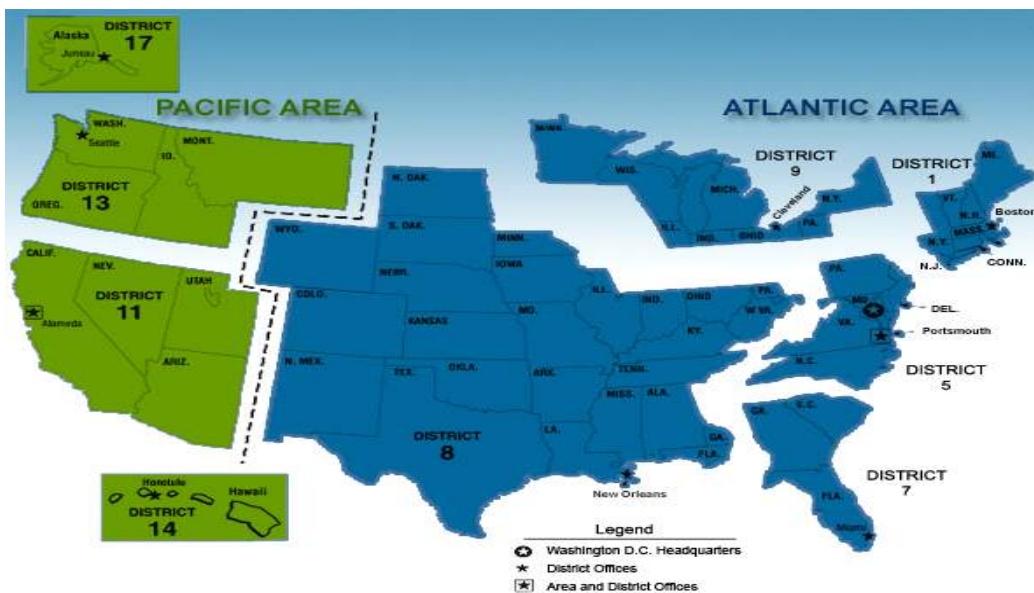 DISTRICT
17
Alaska
Juneau
PACIFIC AREA
ATLANTIC AREA
WASH.
Seattle
ID.
MONT.
DISTRICT
13
OREG.
CALIF.
NEV.
UTAH
DISTRICT
11
Alameda
ARIZ.
Honolulu
Hawaii
DISTRICT
14
N. DAK.
WYO.
S. DAK.
MINN.
NEBR.
IOWA
COLO.
ILL.
IND.
OHIO
PA.
W VA.
KANSAS
MO.
KY.
N. MEX.
TEX.
OKLA.
ARK.
TENN.
MISS.
ALA.
LA.
GA.
FLA.
DISTRICT
8
New Orleans
MINN.
WIS.
MICH.
DISTRICT
9
Cleveland
N.Y.
ILL.
IND.
OHIO
PA.
DISTRICT
1
ME.
VT.
N.H.
Boston
MASS.
N.Y.
CONN.
N.J.
PA.
MD.
DEL.
VA.
Portsmouth
N.C.
DISTRICT
5
GA.
S.C.
DISTRICT
7
FLA.
Miami
Legend
Washington D.C. Headquarters
District Offices
Area and District Offices